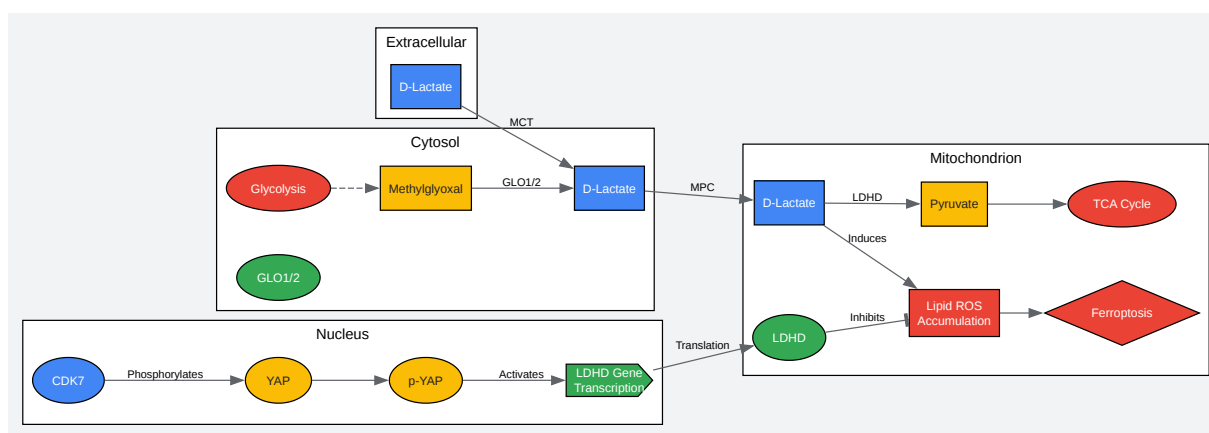 Extracellular
D-Lactate
MCT
Cytosol
Glycolysis
Methylglyoxal
GLO1/2
D-Lactate
GLO1/2
MPC
Mitochondrion
D-Lactate
LDHD
Pyruvate
TCA Cycle
Induces
Lipid ROS
Accumulation
Ferroptosis
LDHD
Inhibits
Nucleus
CDK7
Phosphorylates
YAP
p-YAP
Activates
LDHD Gene
Transcription
Translation